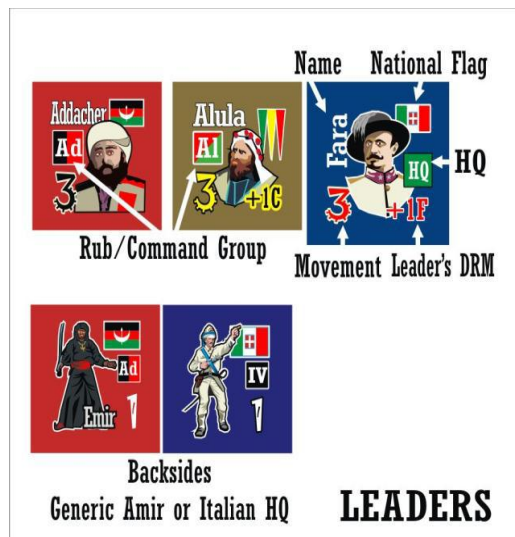 Name National Flag
Addacher
Ad
3
Alula
Al
3 +1C
Fara
HQ
3 +1F
HQ
Rub/Command Group
Movement Leader's DRM
Ad
Emir 1
IV
1
Backsides
Generic Amir or Italian HQ
LEADERS